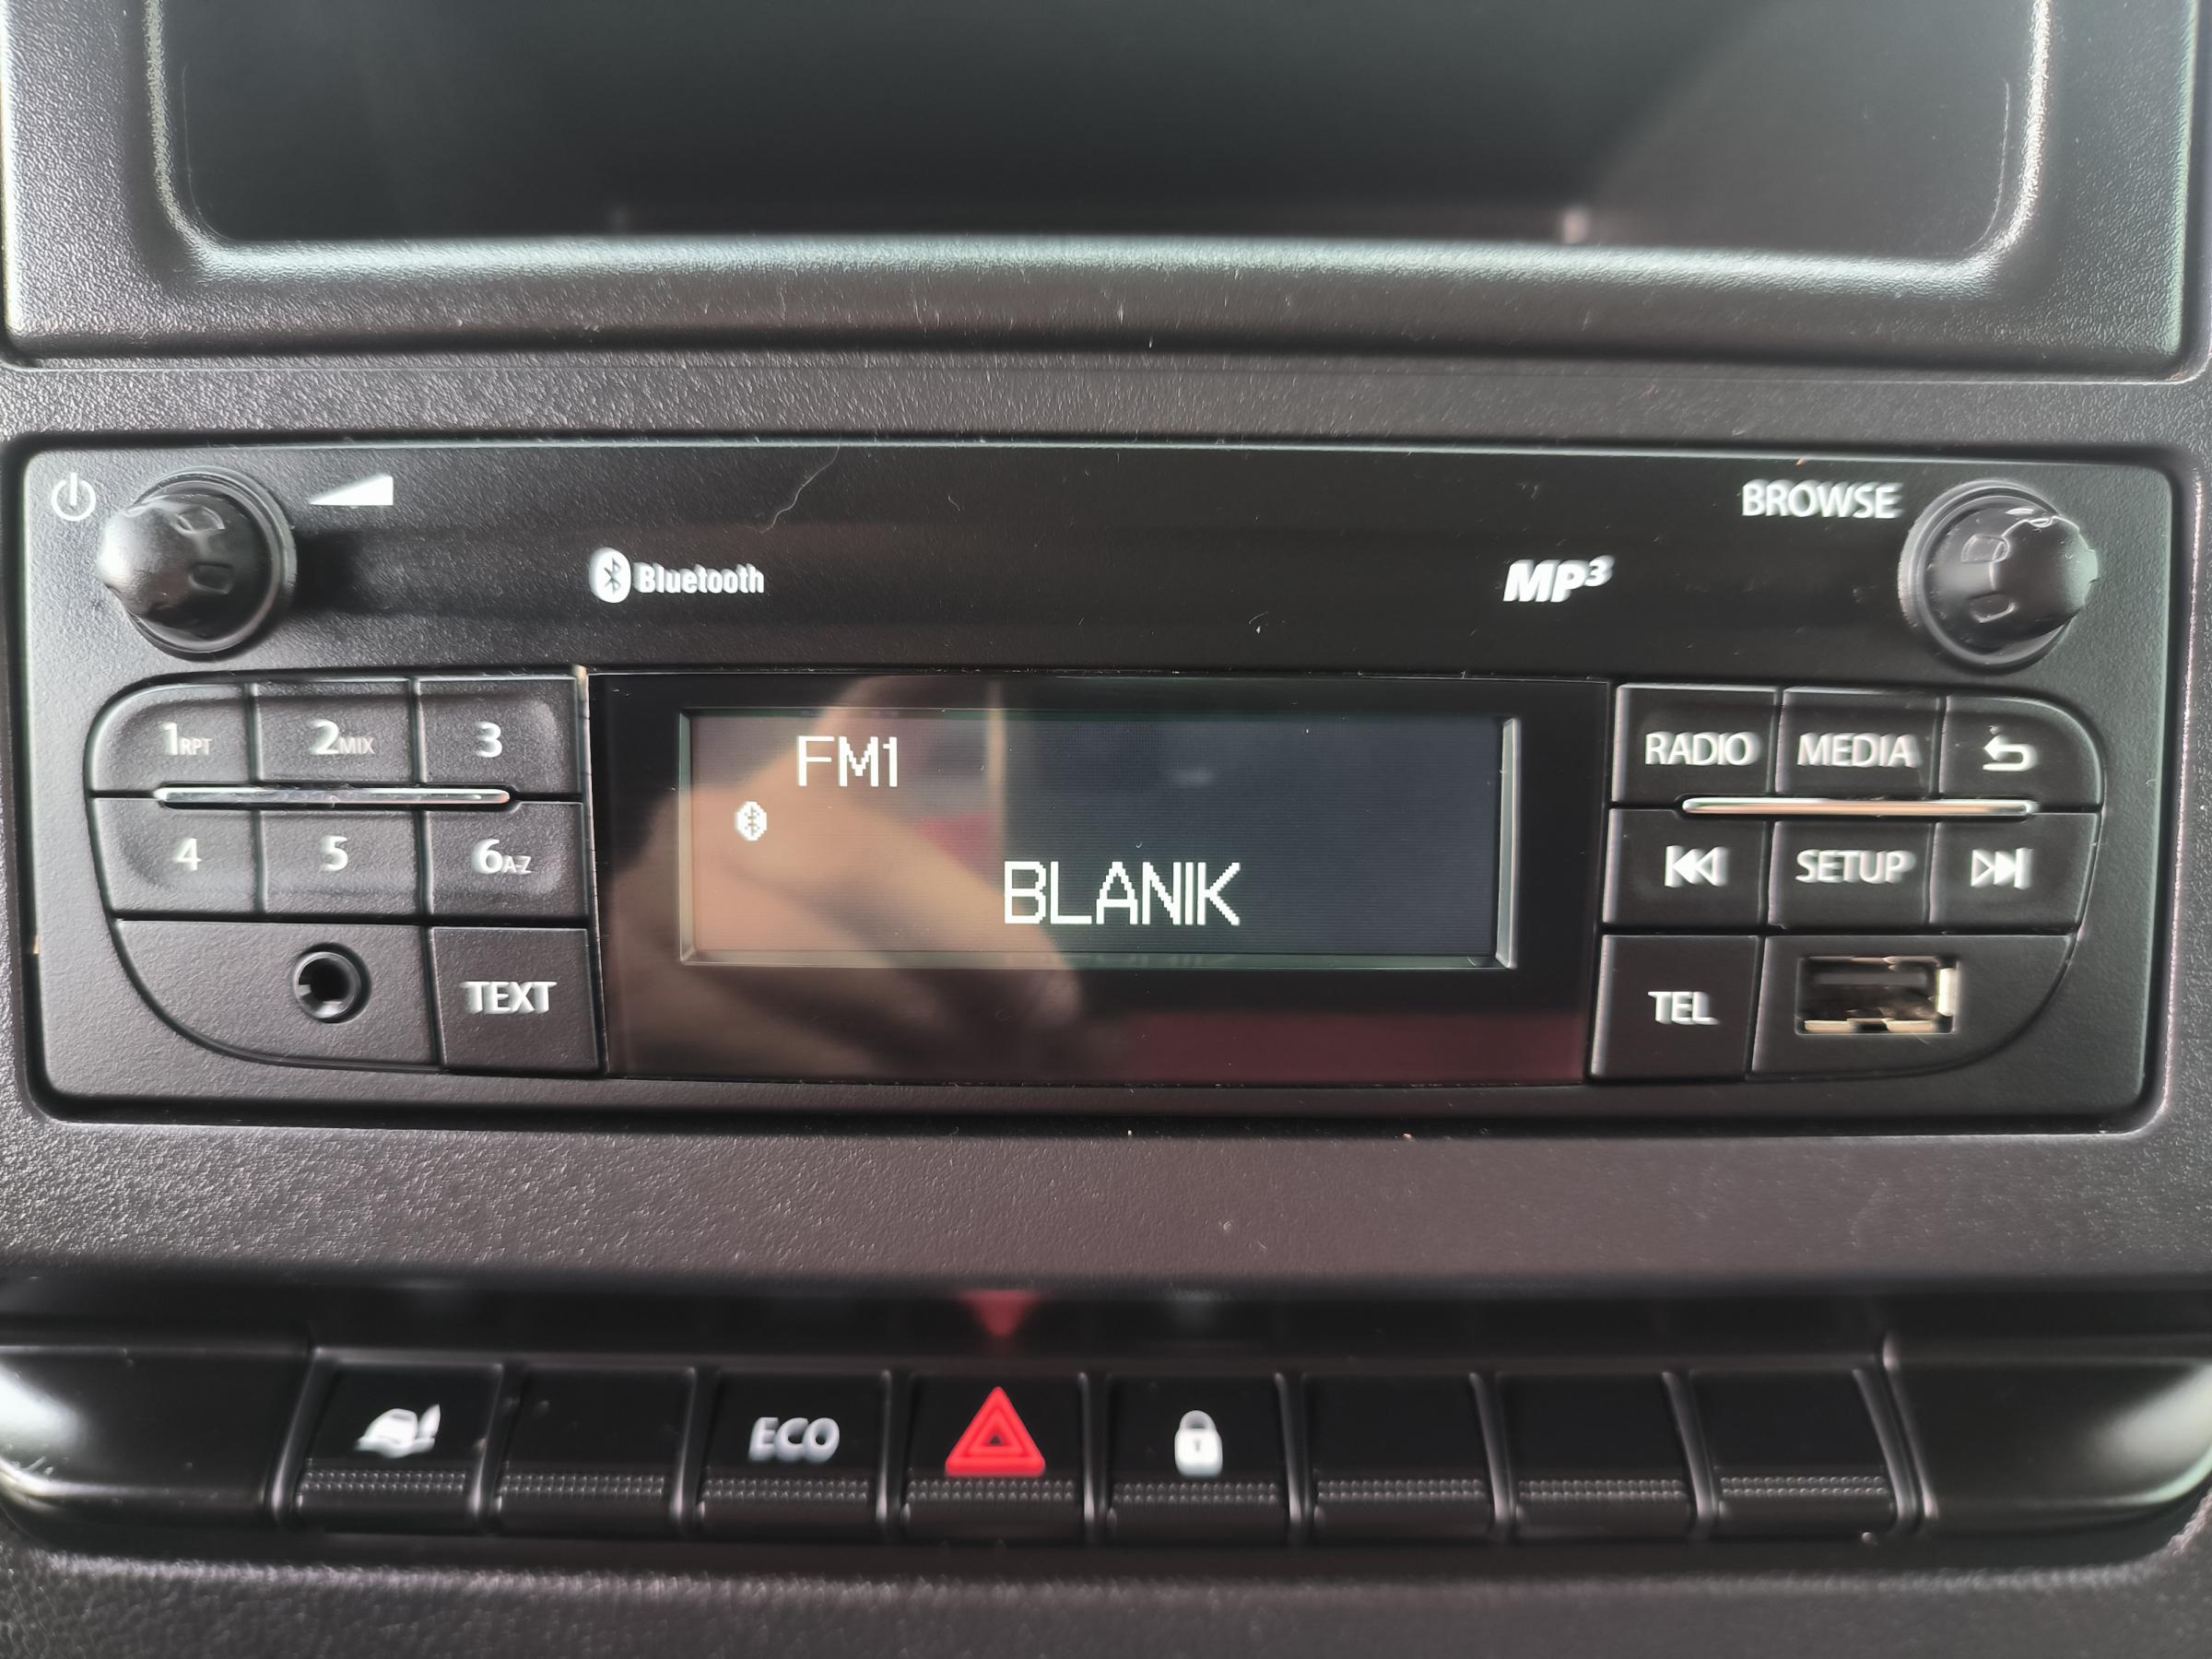 BROWSE
Bluetooth
MP3
1RPT 2MIX 3
FM1
RADIO MEDIA
4 5 6A-Z
BLANIK
SETUP
TEXT
TEL
ECO